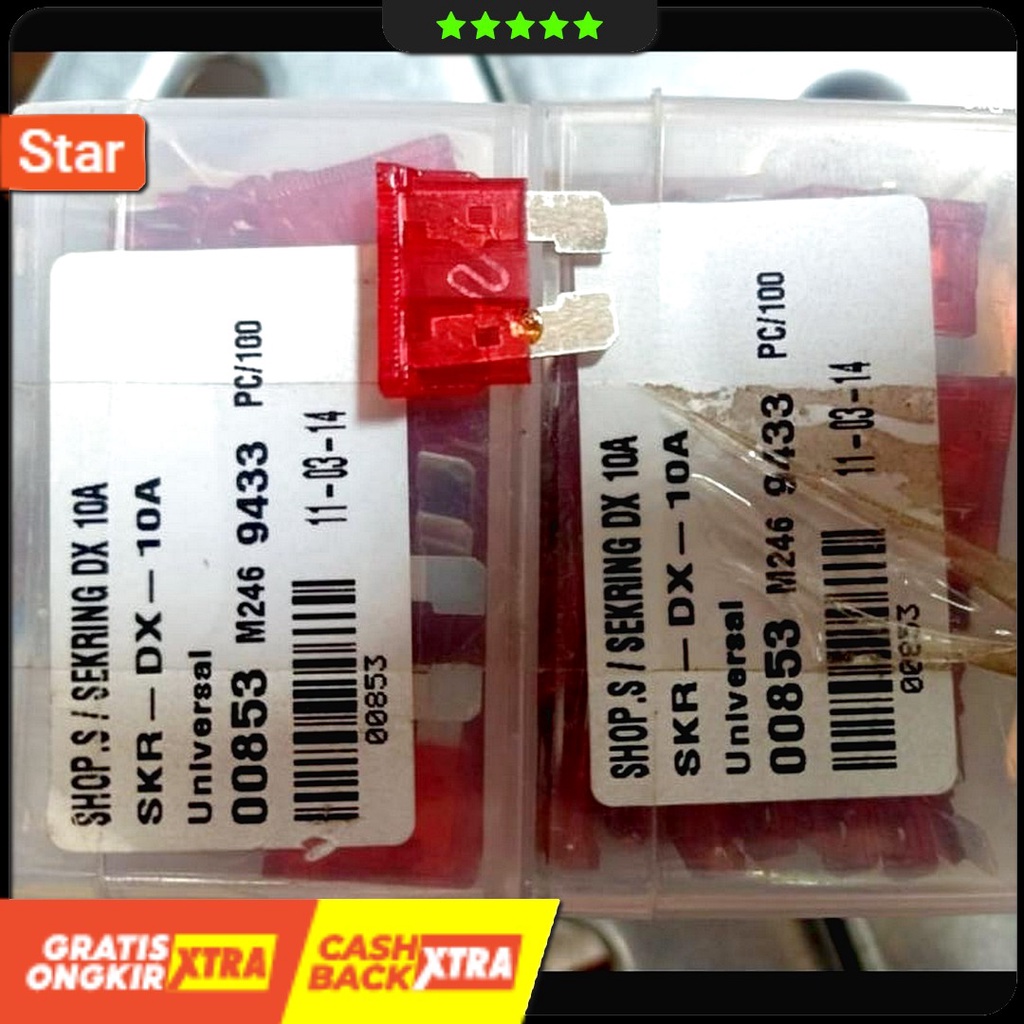 Star
SHOP.S / SEKRING DX 10A
SKR-DX-10A
Universal
00853 M246 9433 PC/100
11-03-14
00853
SHOP.S / SEKRING DX 10A
SKR-DX-10A
Universal
00853 M246 9433 PC/100
11-03-14
00853
GRATIS
ONGKIR XTRA
CASH
BACK XTRA